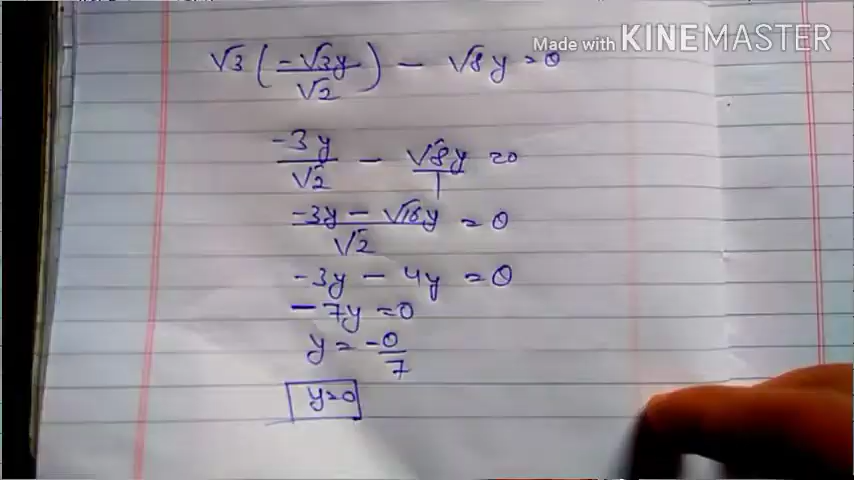 Made with KINEMASTER
√3 (-√3y/√2) - √8 y = 0
-3y/√2 - √8y/1 = 0
-3y - √16y/√2 = 0
-3y - 4y = 0
-7y = 0
y = -0/7
y=0